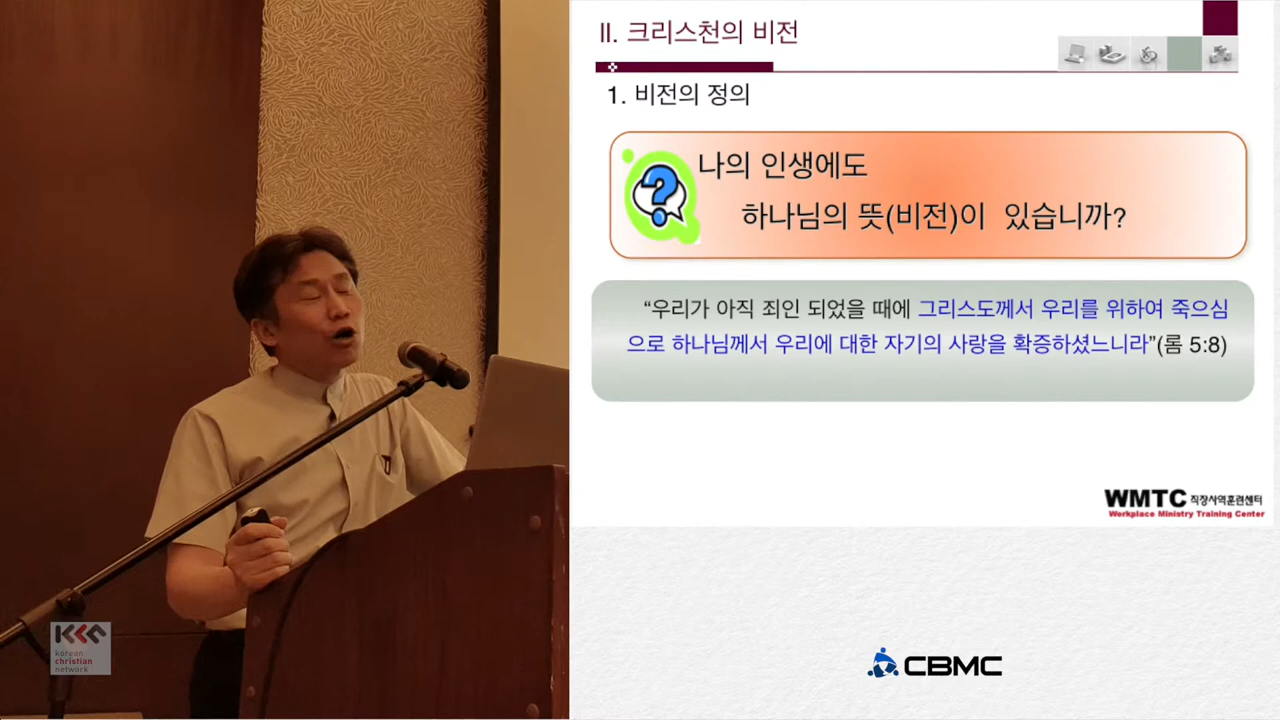 II. 크리스천의 비전
1. 비전의 정의
나의 인생에도
하나님의 뜻(비전)이 있습니까?
“우리가 아직 죄인 되었을 때에 그리스도께서 우리를 위하여 죽으심
으로 하나님께서 우리에 대한 자기의 사랑을 확증하셨느니라”(롬 5:8)
WMTC 직장사역훈련센터
Workplace Ministry Training Center
KCN
korean
christian
network
CBMC